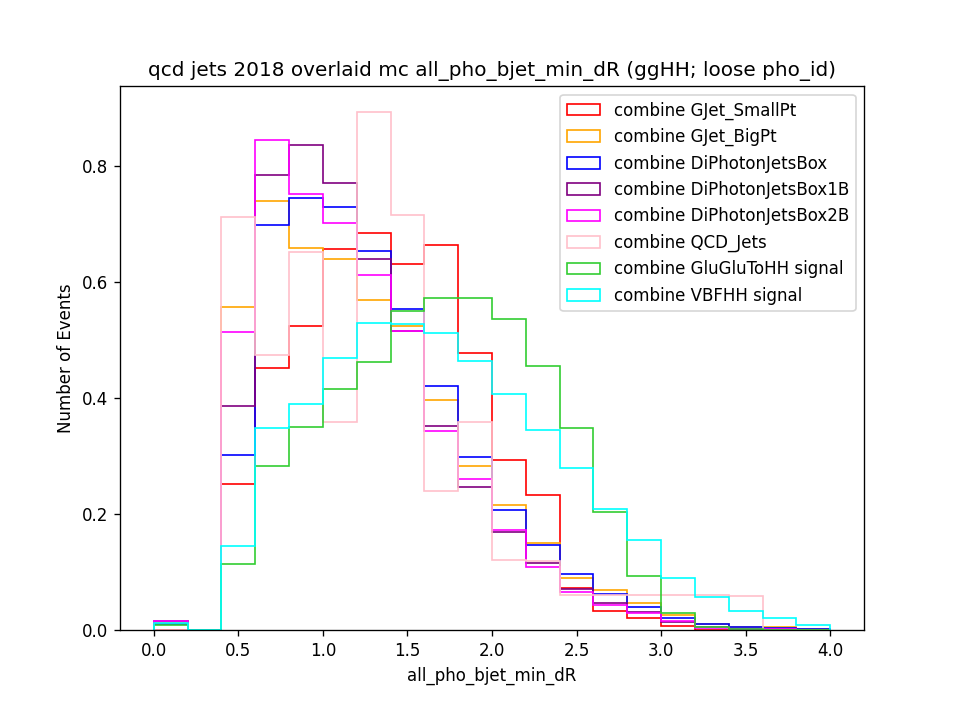 qcd jets 2018 overlaid mc all_pho_bjet_min_dR (ggHH; loose pho_id)
combine GJet_SmallPt
combine GJet_BigPt
combine DiPhotonJetsBox
combine DiPhotonJetsBox1B
combine DiPhotonJetsBox2B
combine QCD_Jets
combine GluGluToHH signal
combine VBFHH signal
Number of Events
0.8
0.6
0.4
0.2
0.0
0.0 0.5 1.0 1.5 2.0 2.5 3.0 3.5 4.0
all_pho_bjet_min_dR